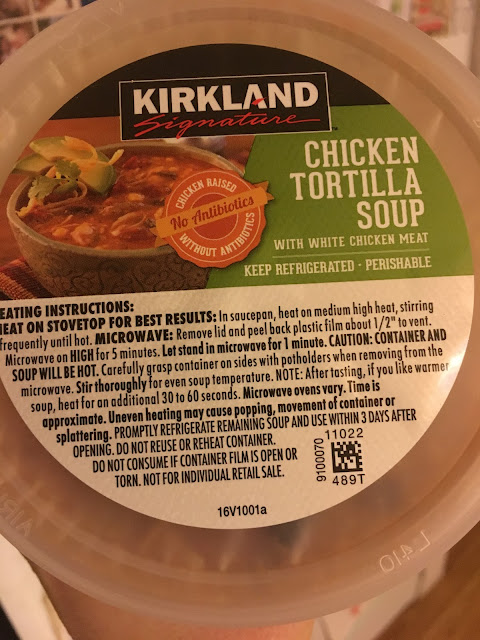 KIRKLAND
Signature
CHICKEN
TORTILLA
SOUP
WITH WHITE CHICKEN MEAT
KEEP REFRIGERATED · PERISHABLE
CHICKEN RAISED
No Antibiotics
WITHOUT ANTIBIOTICS
EATING INSTRUCTIONS:
HEAT ON STOVETOP FOR BEST RESULTS: In saucepan, heat on medium high heat, stirring
frequently until hot. MICROWAVE: Remove lid and peel back plastic film about 1/2" to vent.
Microwave on HIGH for 5 minutes. Let stand in microwave for 1 minute. CAUTION: CONTAINER AND
SOUP WILL BE HOT. Carefully grasp container on sides with potholders when removing from the
microwave. Stir thoroughly for even soup temperature. NOTE: After tasting, if you like warmer
soup, heat for an additional 30 to 60 seconds. Microwave ovens vary. Time is
approximate. Uneven heating may cause popping, movement of container or
splattering. PROMPTLY REFRIGERATE REMAINING SOUP AND USE WITHIN 3 DAYS AFTER
OPENING. DO NOT REUSE OR REHEAT CONTAINER.
DO NOT CONSUME IF CONTAINER FILM IS OPEN OR
TORN. NOT FOR INDIVIDUAL RETAIL SALE.
9100070
11022
489T
16V1001a
L 410